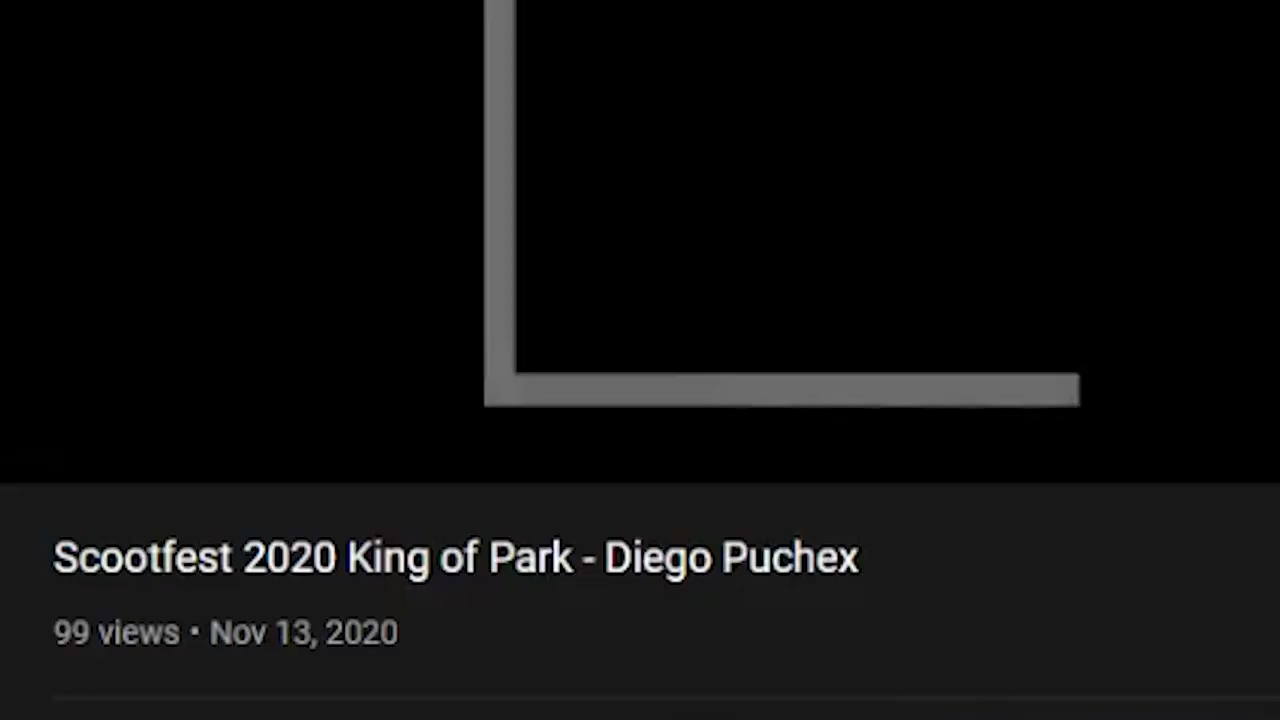 Scootfest 2020 King of Park - Diego Puchex
99 views • Nov 13, 2020